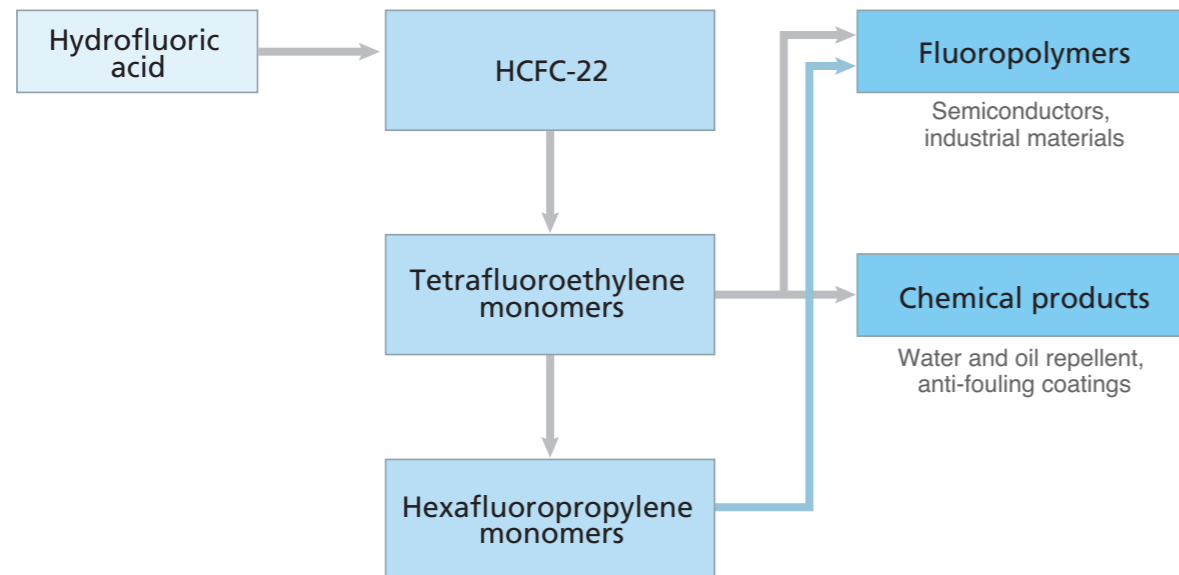 Hydrofluoric
acid
HCFC-22
Fluoropolymers
Semiconductors,
industrial materials
Tetrafluoroethylene
monomers
Chemical products
Water and oil repellent,
anti-fouling coatings
Hexafluoropropylene
monomers